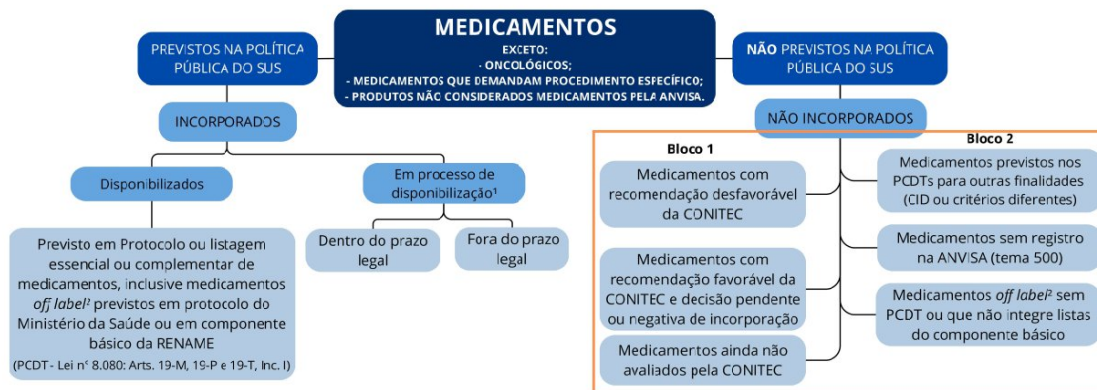 MEDICAMENTOS
EXCETO:
- ONCOLÓGICOS;
- MEDICAMENTOS QUE DEMANDAM PROCEDIMENTO ESPECÍFICO;
- PRODUTOS NÃO CONSIDERADOS MEDICAMENTOS PELA ANVISA.
PREVISTOS NA POLÍTICA
PÚBLICA DO SUS
INCORPORADOS
Disponibilizados
Previsto em Protocolo ou listagem
essencial ou complementar de
medicamentos, inclusive medicamentos
off label² previstos em protocolo do
Ministério da Saúde ou em componente
básico da RENAME
(PCDT - Lei n° 8.080: Arts. 19-M, 19-P e 19-T, Inc. I)
Em processo de
disponibilização¹
Dentro do prazo
legal
Fora do prazo
legal
NÃO PREVISTOS NA POLÍTICA
PÚBLICA DO SUS
NÃO INCORPORADOS
Bloco 1
Medicamentos com
recomendação desfavorável
da CONITEC
Medicamentos com
recomendação favorável da
CONITEC e decisão pendente
ou negativa de incorporação
Medicamentos ainda não
avaliados pela CONITEC
Bloco 2
Medicamentos previstos nos
PCDTs para outras finalidades
(CID ou critérios diferentes)
Medicamentos sem registro
na ANVISA (tema 500)
Medicamentos off label² sem
PCDT ou que não integre listas
do componente básico